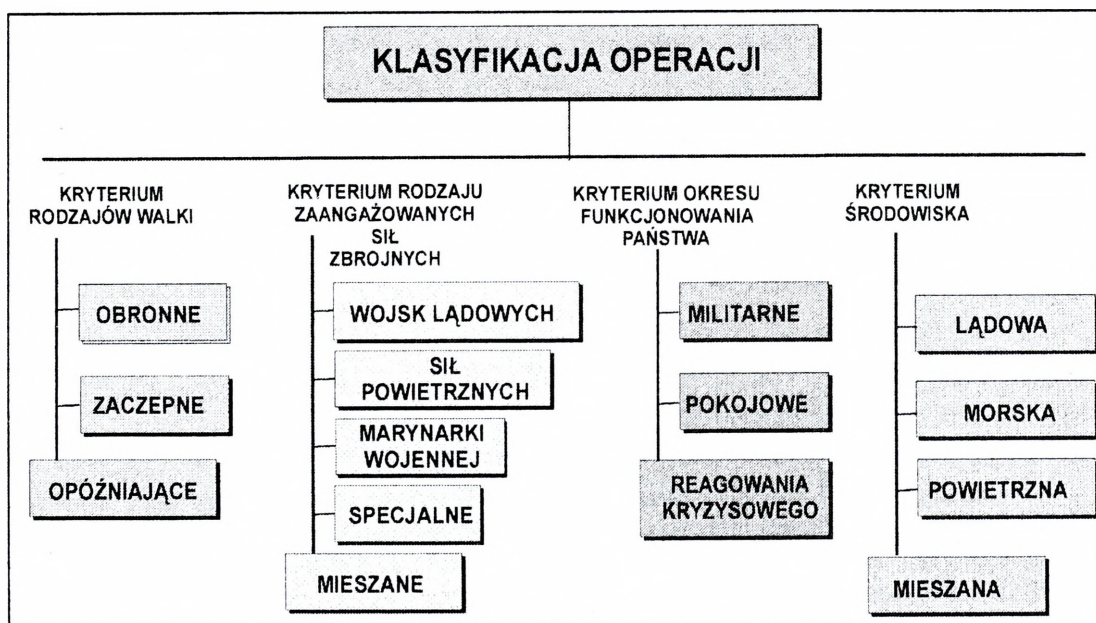 KLASYFIKACJA OPERACJI
KRYTERIUM
RODZAJÓW WALKI
OBRONNE
ZACZEPNE
OPÓŹNIAJĄCE
KRYTERIUM RODZAJU
ZAANGAŻOWANYCH
SIŁ
ZBROJNYCH
WOJSK LĄDOWYCH
SIŁ
POWIETRZNYCH
MARYNARKI
WOJENNEJ
SPECJALNE
MIESZANE
KRYTERIUM OKRESU
FUNKCJONOWANIA
PAŃSTWA
MILITARNE
POKOJOWE
REAGOWANIA
KRYZYSOWEGO
KRYTERIUM
ŚRODOWISKA
LĄDOWA
MORSKA
POWIETRZNA
MIESZANA